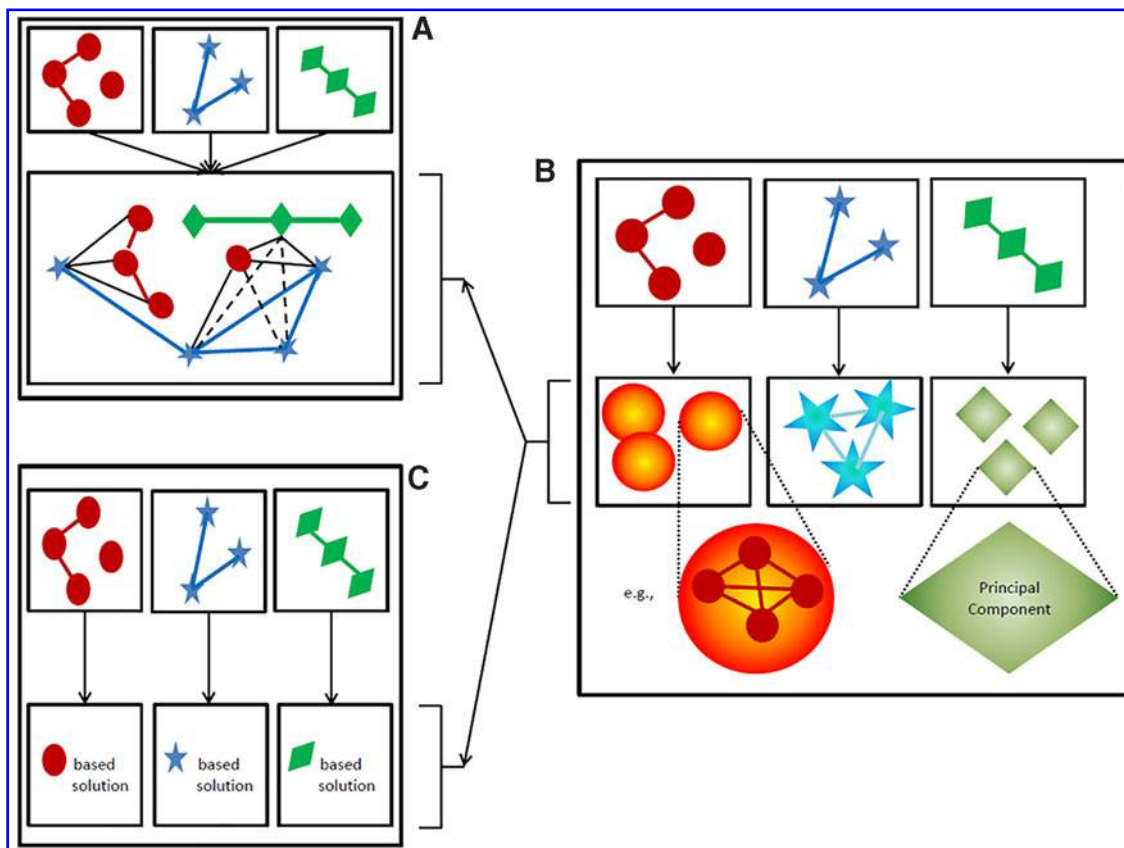 A
B
e.g.,
Principal
Component
C
based
solution
based
solution
based
solution